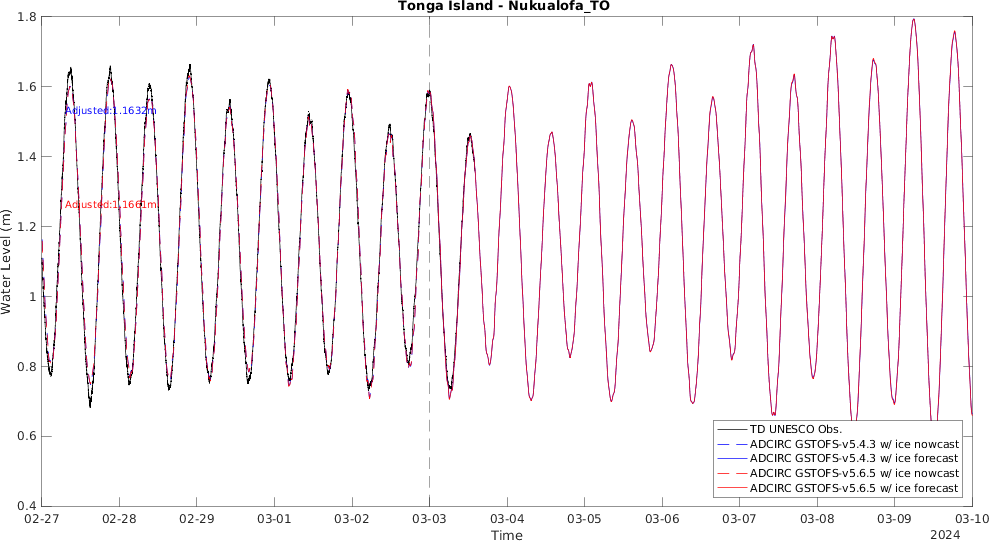 Tonga Island - Nukualofa_TO
1.8
1.6
1.4
1.2
1
0.8
0.6
0.4
Water Level (m)
Adjusted:1.1632m
Adjusted:1.1661m
TD UNESCO Obs.
ADCIRC GSTOFS-v5.4.3 w/ ice nowcast
ADCIRC GSTOFS-v5.4.3 w/ ice forecast
ADCIRC GSTOFS-v5.6.5 w/ ice nowcast
ADCIRC GSTOFS-v5.6.5 w/ ice forecast
02-27 02-28 02-29 03-01 03-02 03-03 03-04 03-05 03-06 03-07 03-08 03-09 03-10
Time
2024